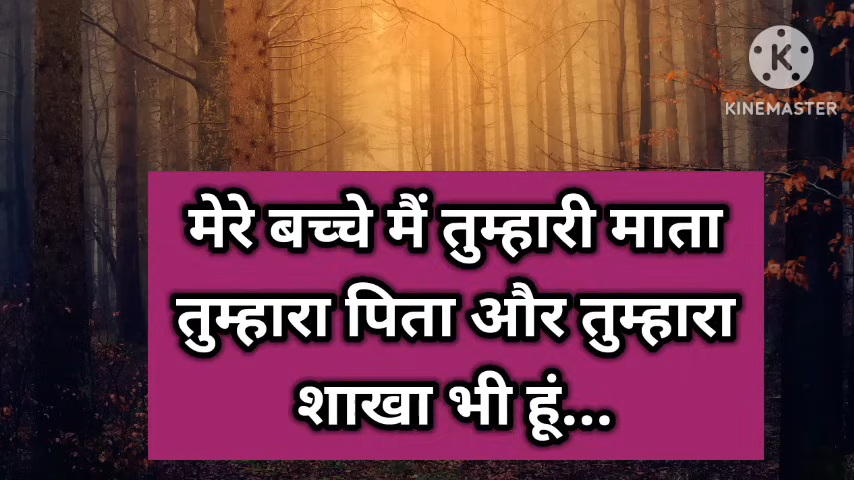 KINEMASTER
मेरे बच्चे मैं तुम्हारी माता
तुम्हारा पिता और तुम्हारा
शाखा भी हूं...